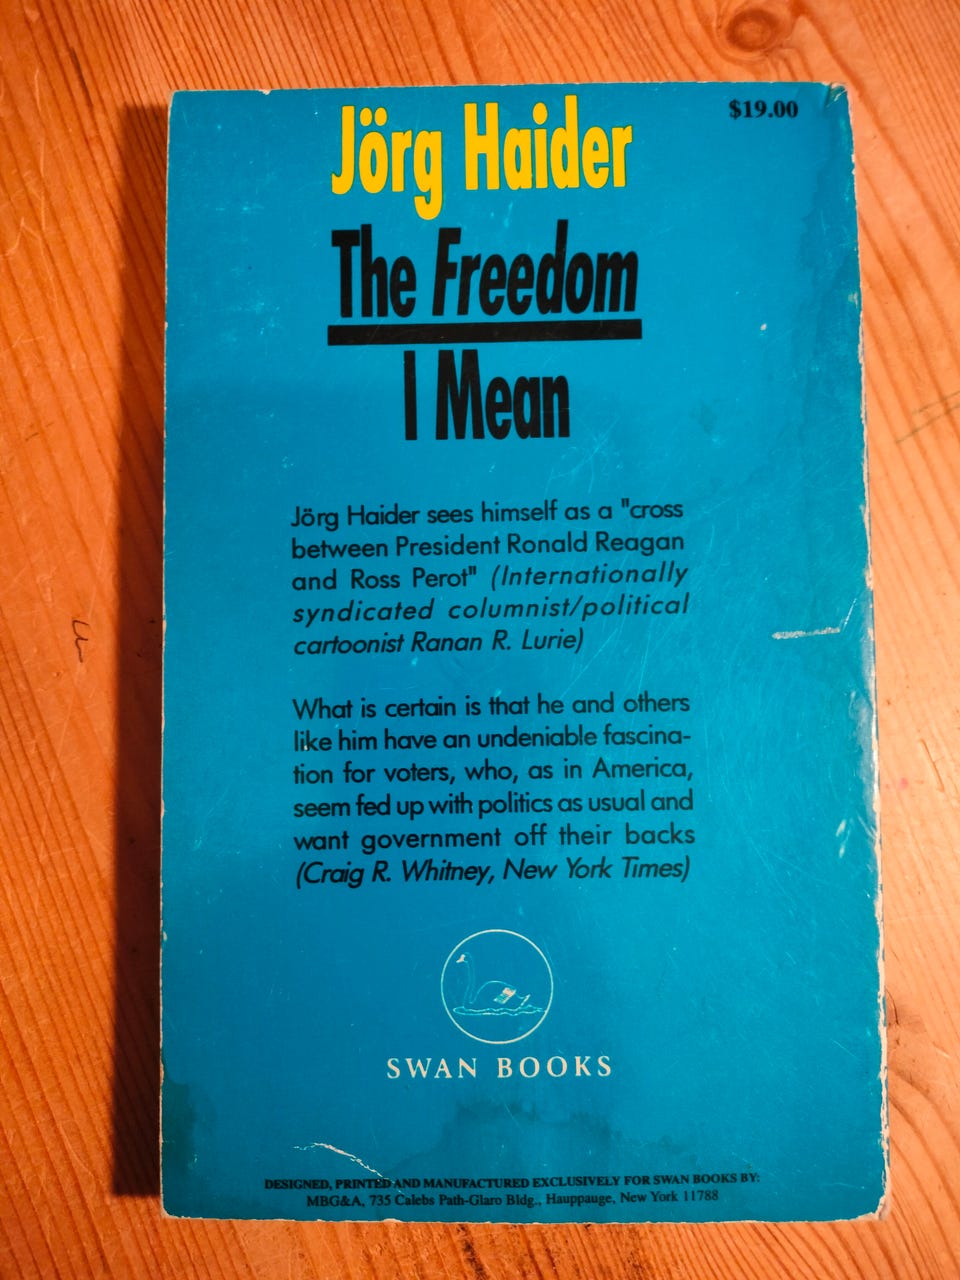 $19.00
Jörg Haider
The Freedom
I Mean
Jörg Haider sees himself as a "cross
between President Ronald Reagan
and Ross Perot" (Internationally
syndicated columnist/political
cartoonist Ranan R. Lurie)
What is certain is that he and others
like him have an undeniable fascina-
tion for voters, who, as in America,
seem fed up with politics as usual and
want government off their backs
(Craig R. Whitney, New York Times)
SWAN BOOKS
DESIGNED, PRINTED AND MANUFACTURED EXCLUSIVELY FOR SWAN BOOKS BY:
MBG&A, 735 Calebs Path-Glaro Bldg., Hauppauge, New York 11788